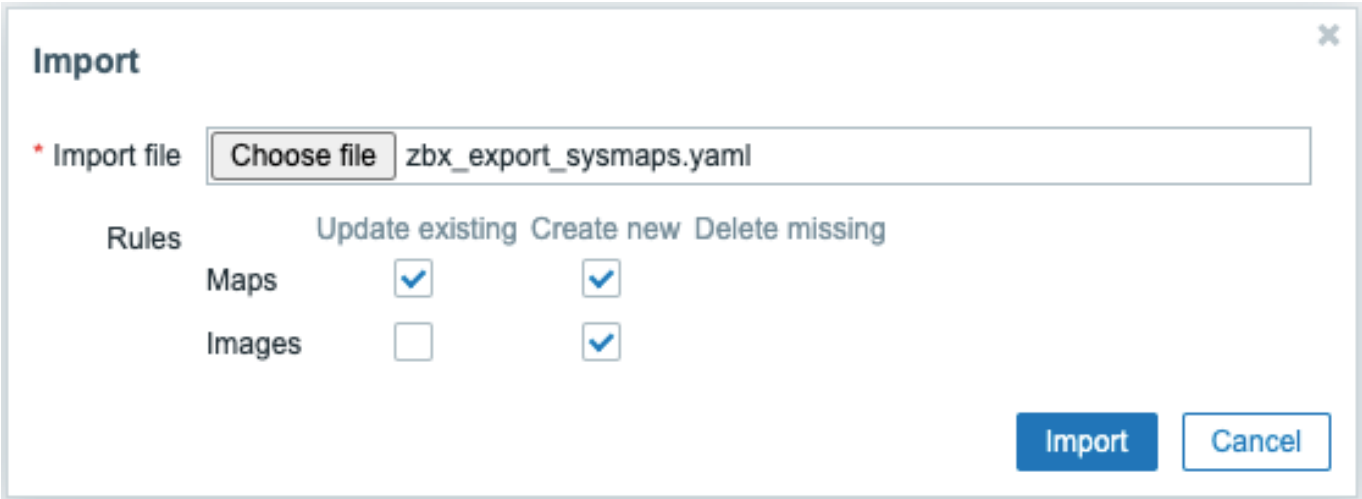 Import
* Import file Choose file zbx_export_sysmaps.yaml
Rules Update existing Create new Delete missing
Maps
Images
Import Cancel